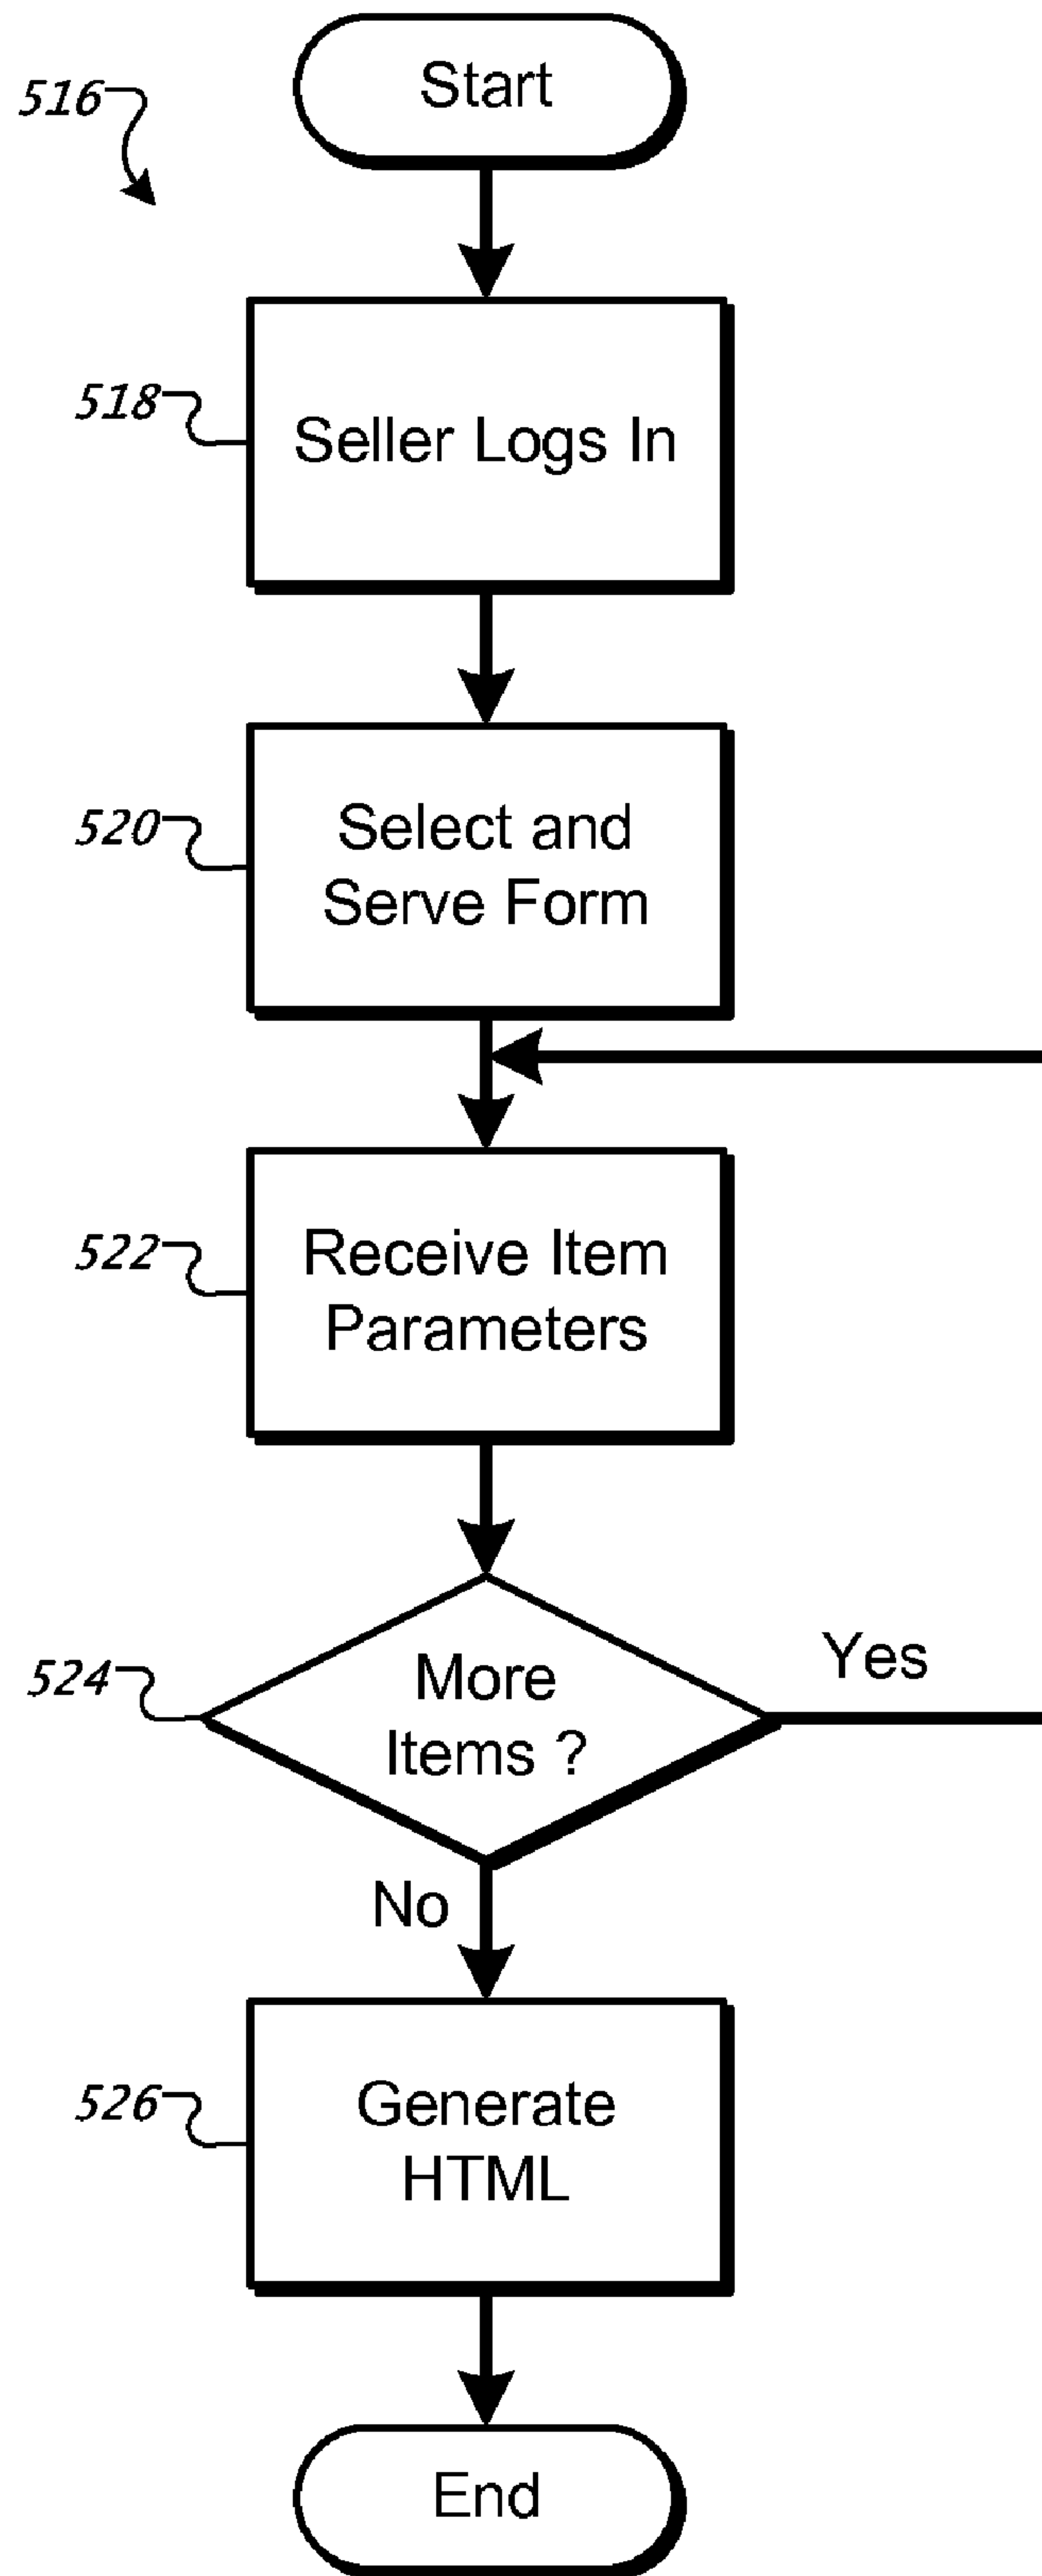 Start
516
518
Seller Logs In
520
Select and
Serve Form
522
Receive Item
Parameters
524
More
Items ?
Yes
No
526
Generate
HTML
End